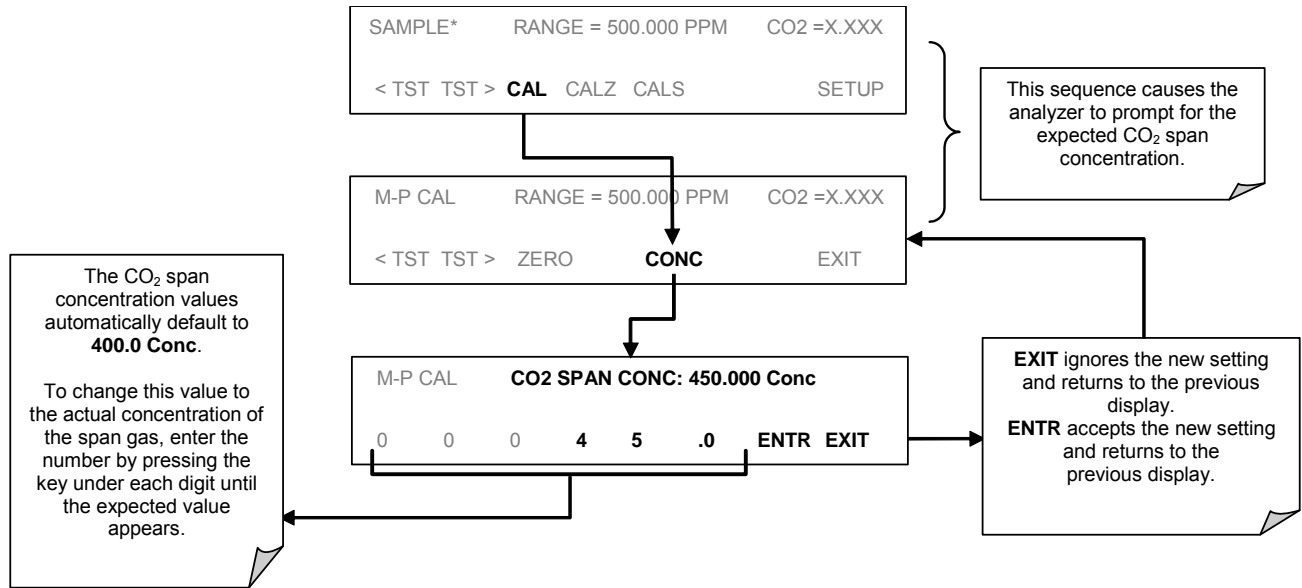 SAMPLE* RANGE = 500.000 PPM CO2 =X.XXX
< TST TST > CAL CALZ CALS SETUP
This sequence causes the
analyzer to prompt for the
expected CO₂ span
concentration.
M-P CAL RANGE = 500.000 PPM CO2 =X.XXX
< TST TST > ZERO CONC EXIT
The CO₂ span
concentration values
automatically default to
400.0 Conc.
To change this value to
the actual concentration of
the span gas, enter the
number by pressing the
key under each digit until
the expected value
appears.
M-P CAL CO2 SPAN CONC: 450.000 Conc
0 0 0 4 5 .0 ENTR EXIT
EXIT ignores the new setting
and returns to the previous
display.
ENTR accepts the new setting
and returns to the
previous display.